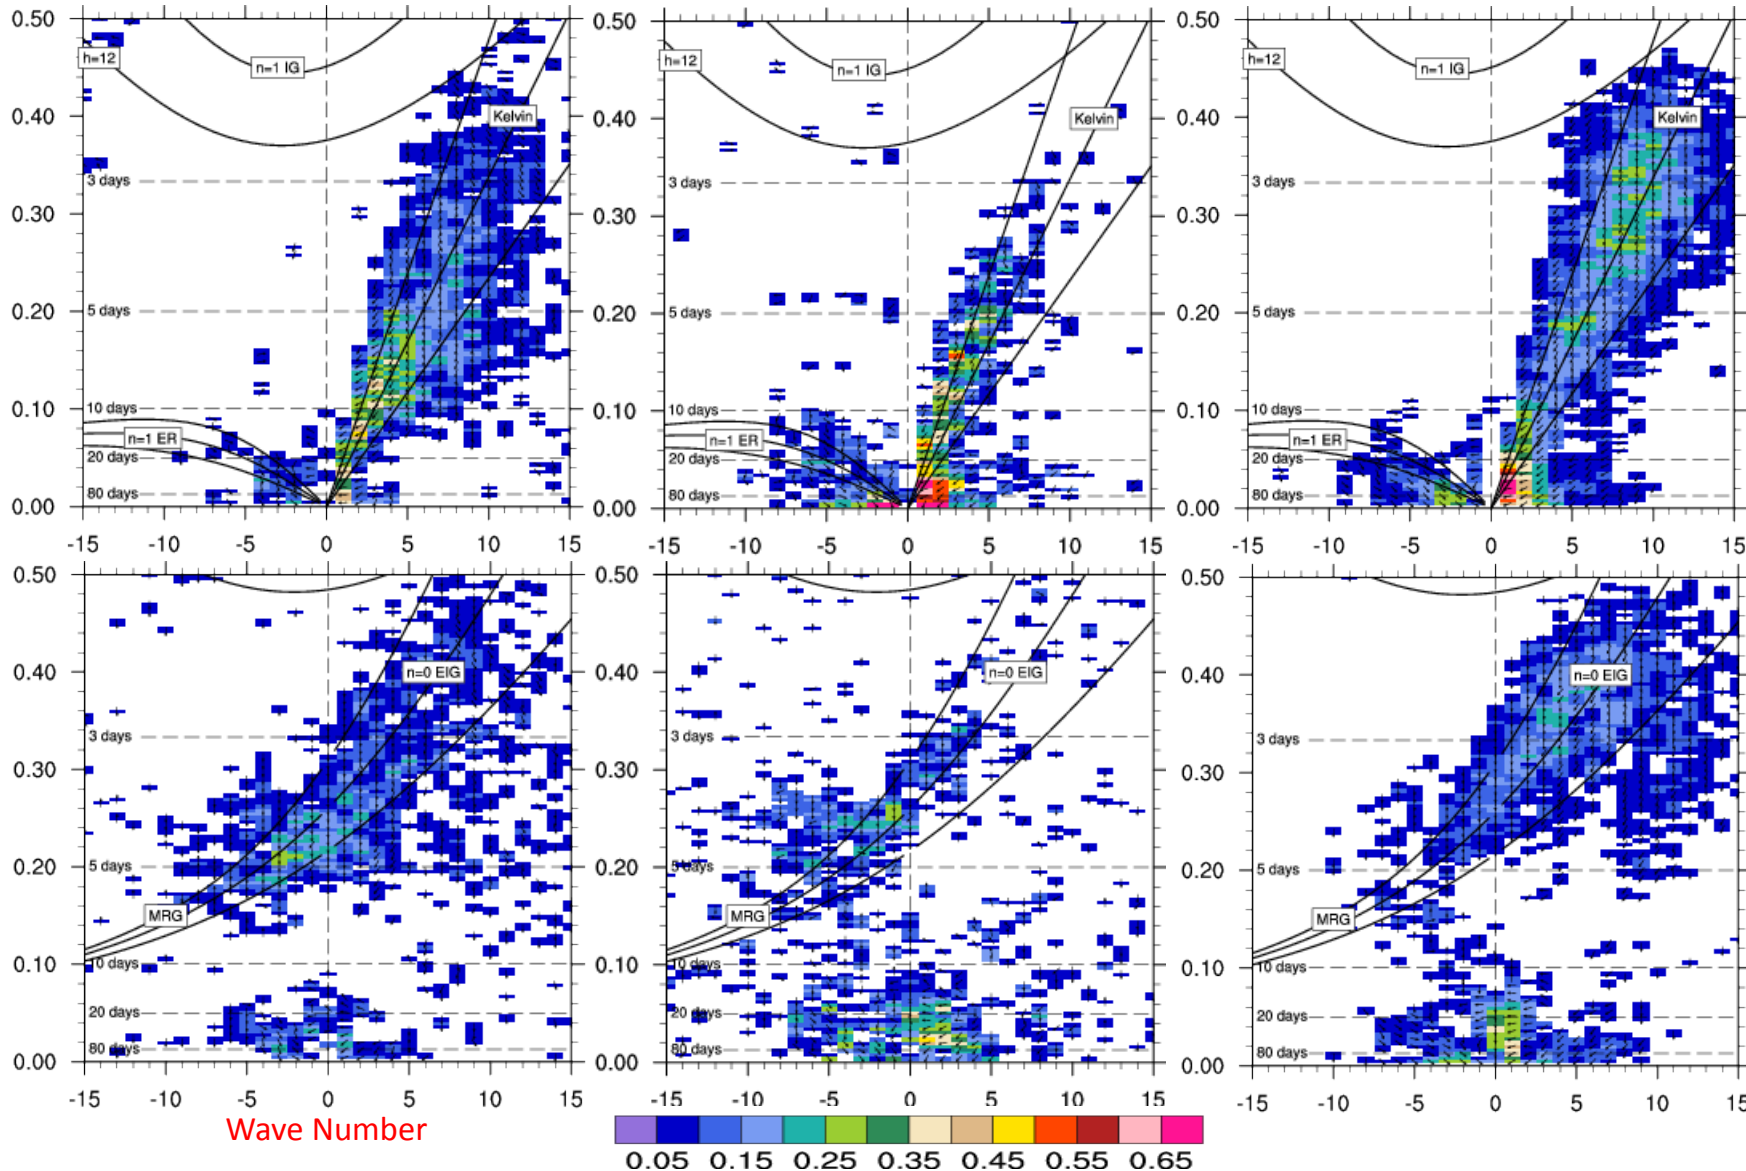 0.50 0.50 0.50
h=12 n=1 IG h=12 n=1 IG h=12 n=1 IG
0.40 Kelvin 0.40 Kelvin 0.40 Kelvin
3 days 3 days 3 days
0.30 0.30 0.30
0.20 5 days 0.20 5 days 0.20 5 days
0.10 10 days 0.10 10 days 0.10 10 days
n=1 ER n=1 ER n=1 ER
20 days 20 days 20 days
80 days 80 days 80 days
0.00 0.00 0.00
-15 -10 -5 0 5 10 15 -15 -10 -5 0 5 10 15 -15 -10 -5 0 5 10 15
0.50 0.50 0.50
0.40 n=0 EIG 0.40 n=0 EIG 0.40 n=0 EIG
3 days 3 days 3 days
0.30 0.30 0.30
0.20 5 days 0.20 5 days 0.20 5 days
MRG MRG MRG
0.10 10 days 0.10 10 days 0.10 10 days
20 days 20 days 20 days
80 days 80 days 80 days
0.00 0.00 0.00
-15 -10 -5 0 5 10 15 -15 -10 -5 0 5 10 15 -15 -10 -5 0 5 10 15
Wave Number
0.05 0.15 0.25 0.35 0.45 0.55 0.65